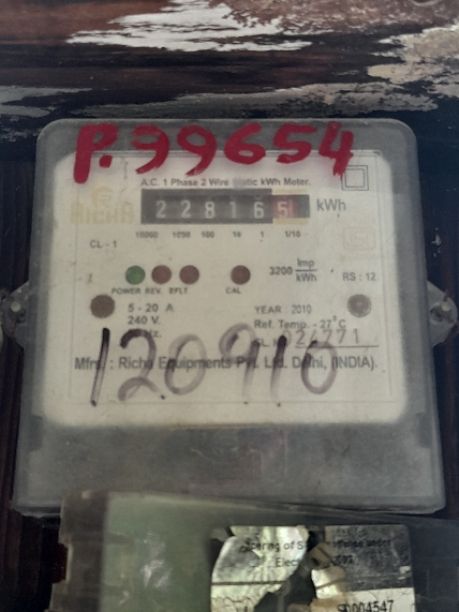 P.99654
A.C. 1 Phase 2 Wire Static kWh Meter.
RICHA
228165 kWh
10000 1000 100 10 1 1/10
CL - 1
3200 Imp/kWh
RS : 12
POWER REV. EFLT CAL
5 - 20 A
240 V.
YEAR : 2010
Ref. Temp. - 27°C
120910
Mfrs. : Richa Equipments Pvt. Ltd. Delhi, (INDIA).